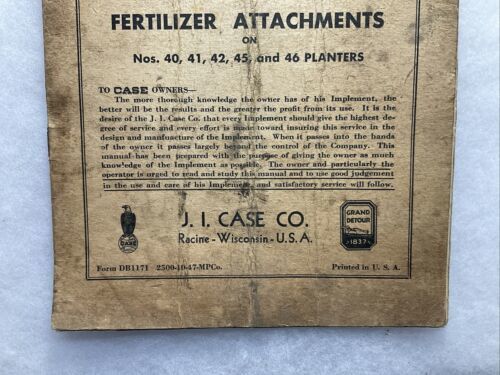 FERTILIZER ATTACHMENTS
ON
Nos. 40, 41, 42, 45, and 46 PLANTERS
TO CASE OWNERS—
The more thorough knowledge the owner has of his Implement, the
better will be the results and the greater the profit from its use. It is the
desire of the J. I. Case Co. that every Implement should give the highest de-
gree of service and every effort is made toward insuring this service in the
design and manfuacture of the Implement. When it passes into the hands
of the owner it passes largely beyond the control of the Company. This
manual has been prepared with the purpose of giving the owner as much
knowledge of the Implement as possible. The owner and particularly the
operator is urged to read and study this manual and to use good judgement
in the use and care of his Implement, and satisfactory service will follow.
CASE
J. I. CASE CO.
Racine - Wisconsin - U. S. A.
GRAND
DETOUR
1837
Form DB1171 2500-10-47-MPCo.
Printed in U. S. A.